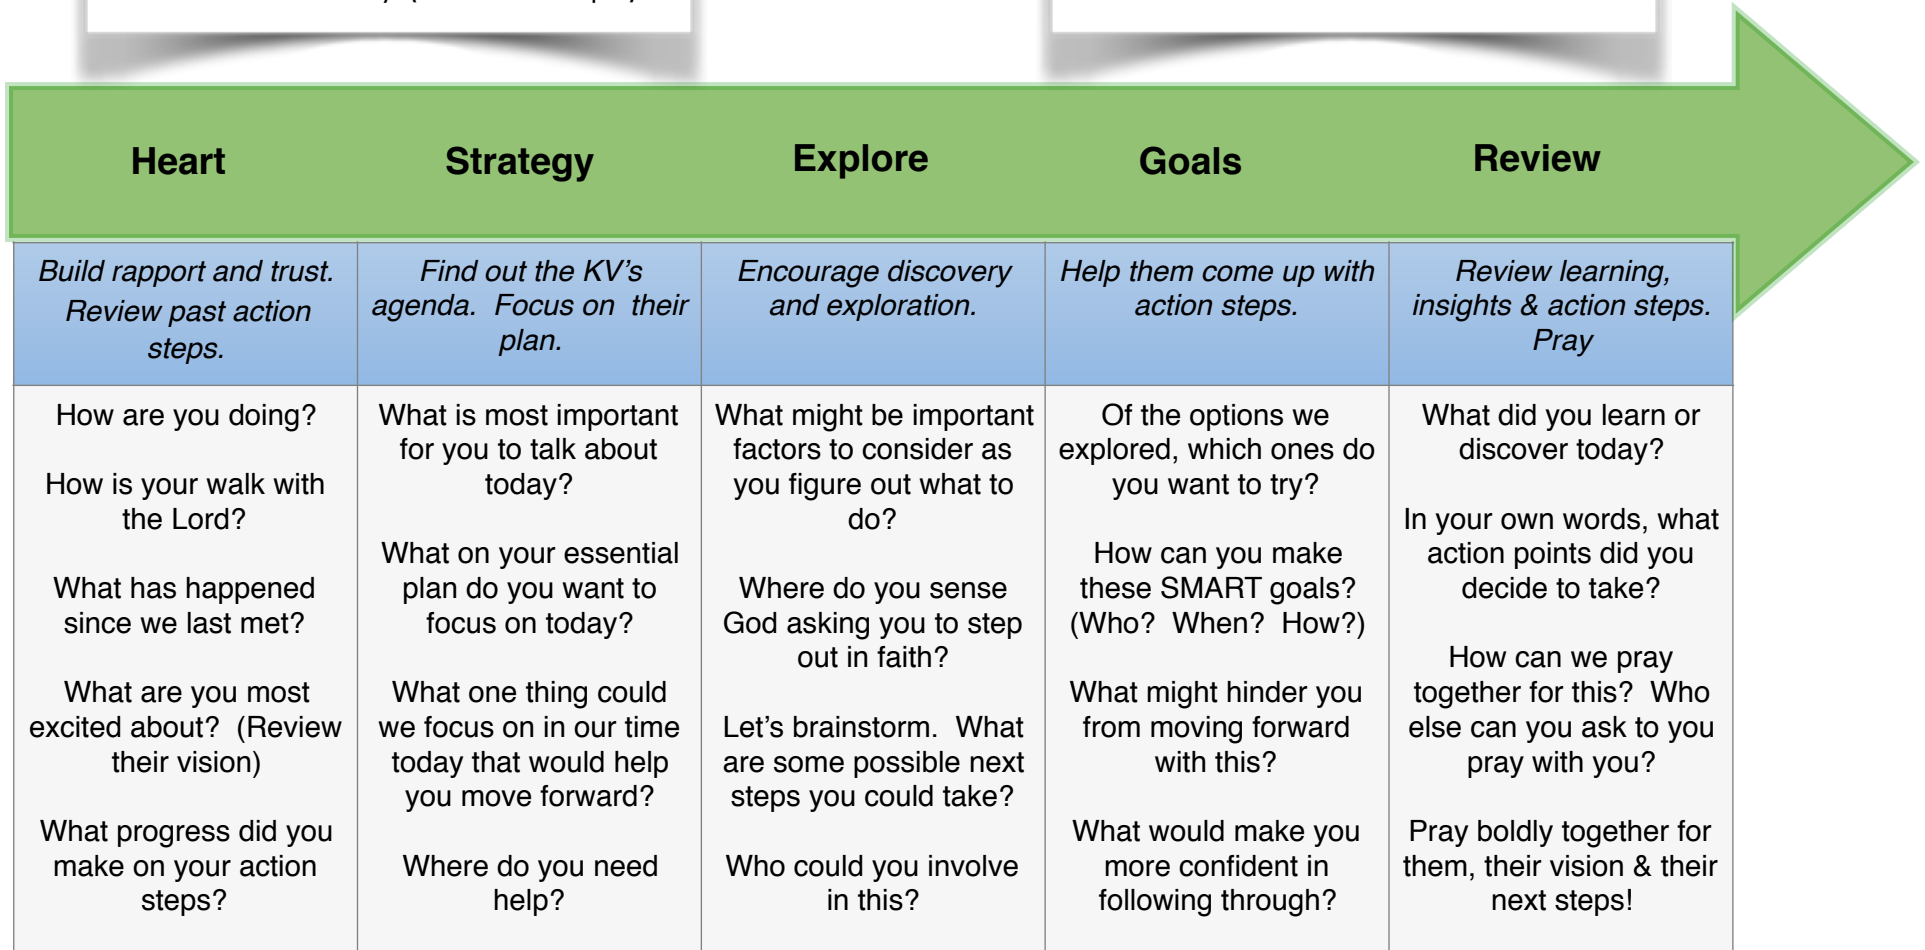 Heart
Strategy
Explore
Goals
Review
Build rapport and trust.
Review past action
steps.
Find out the KV's
agenda.  Focus on  their
plan.
Encourage discovery
and exploration.
Help them come up with
action steps.
Review learning,
insights & action steps.
Pray
How are you doing?
How is your walk with
the Lord?
What has happened
since we last met?
What are you most
excited about?  (Review
their vision)
What progress did you
make on your action
steps?
What is most important
for you to talk about
today?
What on your essential
plan do you want to
focus on today?
What one thing could
we focus on in our time
today that would help
you move forward?
Where do you need
help?
What might be important
factors to consider as
you figure out what to
do?
Where do you sense
God asking you to step
out in faith?
Let's brainstorm.  What
are some possible next
steps you could take?
Who could you involve
in this?
Of the options we
explored, which ones do
you want to try?
How can you make
these SMART goals?
(Who?  When?  How?)
What might hinder you
from moving forward
with this?
What would make you
more confident in
following through?
What did you learn or
discover today?
In your own words, what
action points did you
decide to take?
How can we pray
together for this?  Who
else can you ask to you
pray with you?
Pray boldly together for
them, their vision & their
next steps!